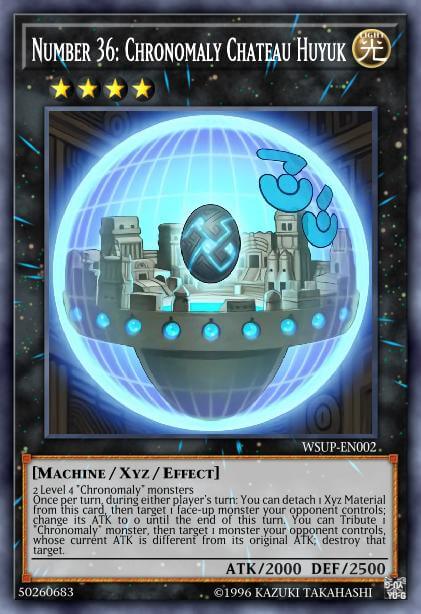 NUMBER 36: CHRONOMALY CHATEAU HUYUK
LIGHT
光
WSUP-EN002
[MACHINE / XYZ / EFFECT]
2 Level 4 "Chronomaly" monsters
Once per turn, during either player's turn: You can detach 1 Xyz Material
from this card, then target 1 face-up monster your opponent controls;
change its ATK to 0 until the end of this turn. You can Tribute 1
"Chronomaly" monster, then target 1 monster your opponent controls,
whose current ATK is different from its original ATK; destroy that
target.
ATK/2000 DEF/2500
50260683
©1996 KAZUKI TAKAHASHI